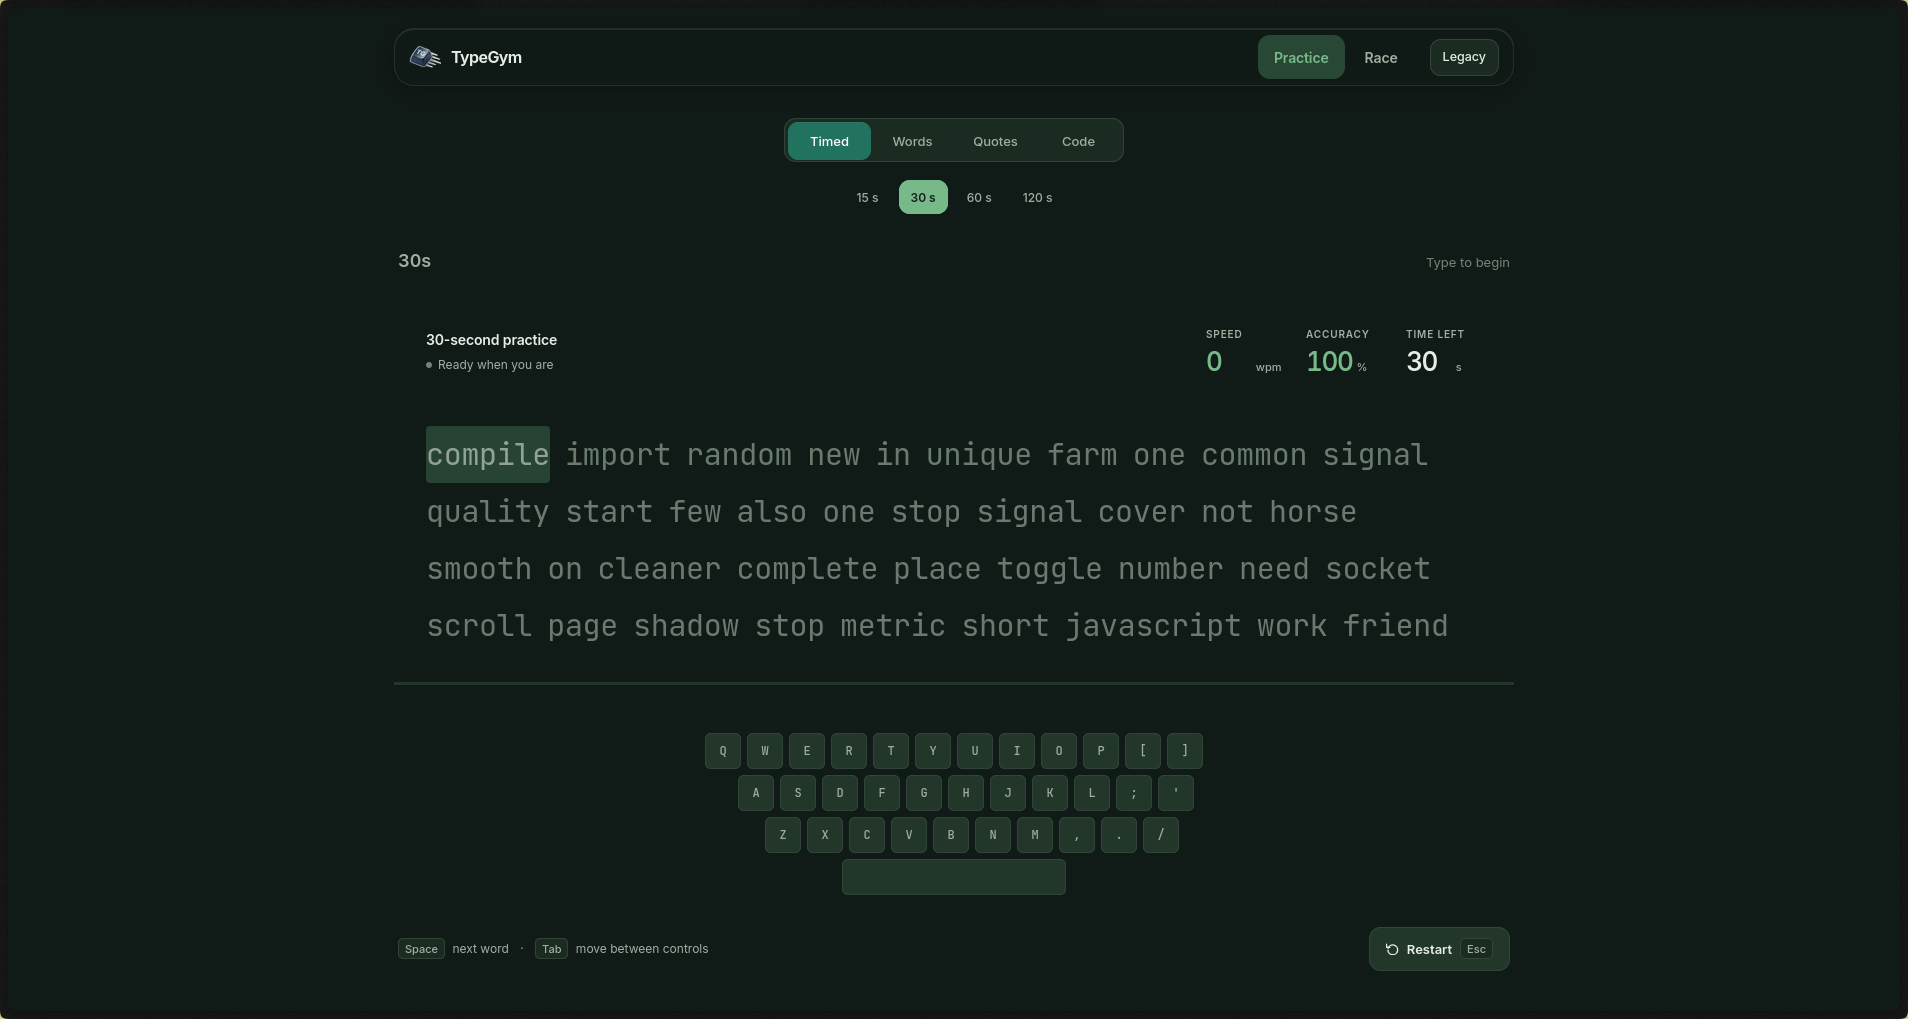 TG TypeGym Practice Race Legacy
Timed Words Quotes Code
15 s 30 s 60 s 120 s
30s Type to begin
30-second practice
Ready when you are
SPEED ACCURACY TIME LEFT
0 wpm 100 % 30 s
compile import random new in unique farm one common signal
quality start few also one stop signal cover not horse
smooth on cleaner complete place toggle number need socket
scroll page shadow stop metric short javascript work friend
Q W E R T Y U I O P [ ]
A S D F G H J K L ; '
Z X C V B N M , . /
Space next word · Tab move between controls Restart Esc